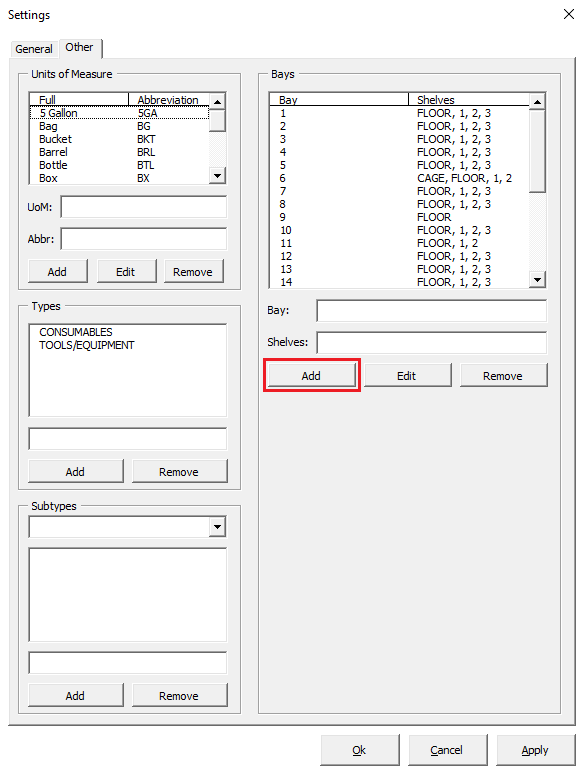 Settings
General Other
Units of Measure
Full Abbreviation
5 Gallon 5GA
Bag BG
Bucket BKT
Barrel BRL
Bottle BTL
Box BX
UoM:
Abbr:
Add Edit Remove
Types
CONSUMABLES
TOOLS/EQUIPMENT
Add Remove
Subtypes
Add Remove
Bays
Bay Shelves
1 FLOOR, 1, 2, 3
2 FLOOR, 1, 2, 3
3 FLOOR, 1, 2, 3
4 FLOOR, 1, 2, 3
5 FLOOR, 1, 2, 3
6 CAGE, FLOOR, 1, 2
7 FLOOR, 1, 2, 3
8 FLOOR, 1, 2, 3
9 FLOOR
10 FLOOR, 1, 2, 3
11 FLOOR, 1, 2
12 FLOOR, 1, 2, 3
13 FLOOR, 1, 2, 3
14 FLOOR, 1, 2, 3
Bay:
Shelves:
Add Edit Remove
Ok Cancel Apply